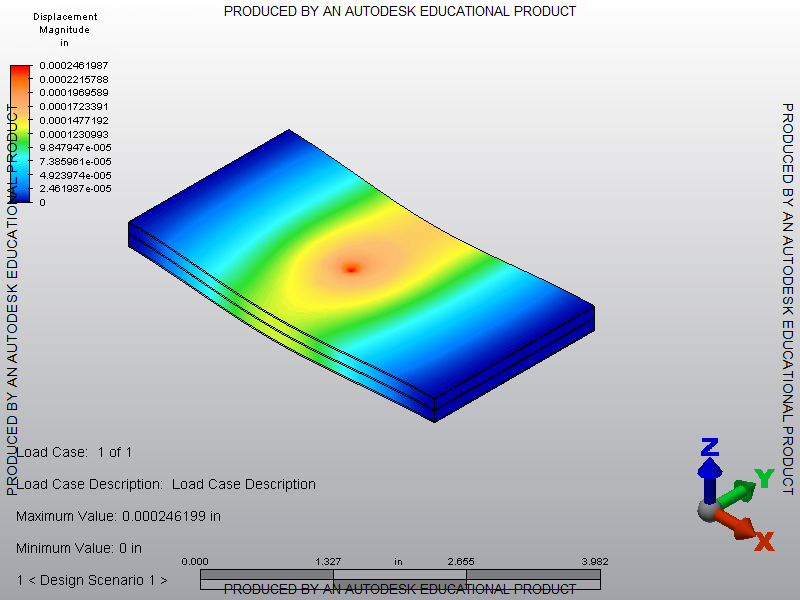 PRODUCED BY AN AUTODESK EDUCATIONAL PRODUCT
Displacement
Magnitude
in
0.0002461987
0.0002215788
0.0001969589
0.0001723391
0.0001477192
0.0001230993
9.847947e-005
7.385961e-005
4.923974e-005
2.461987e-005
0
PRODUCED BY AN AUTODESK EDUCATIONAL PRODUCT
PRODUCED BY AN AUTODESK EDUCATIONAL PRODUCT
Z
Y
X
Load Case: 1 of 1
Load Case Description: Load Case Description
Maximum Value: 0.000246199 in
Minimum Value: 0 in
0.000 1.327 in 2.655 3.982
1 < Design Scenario 1 >
PRODUCED BY AN AUTODESK EDUCATIONAL PRODUCT